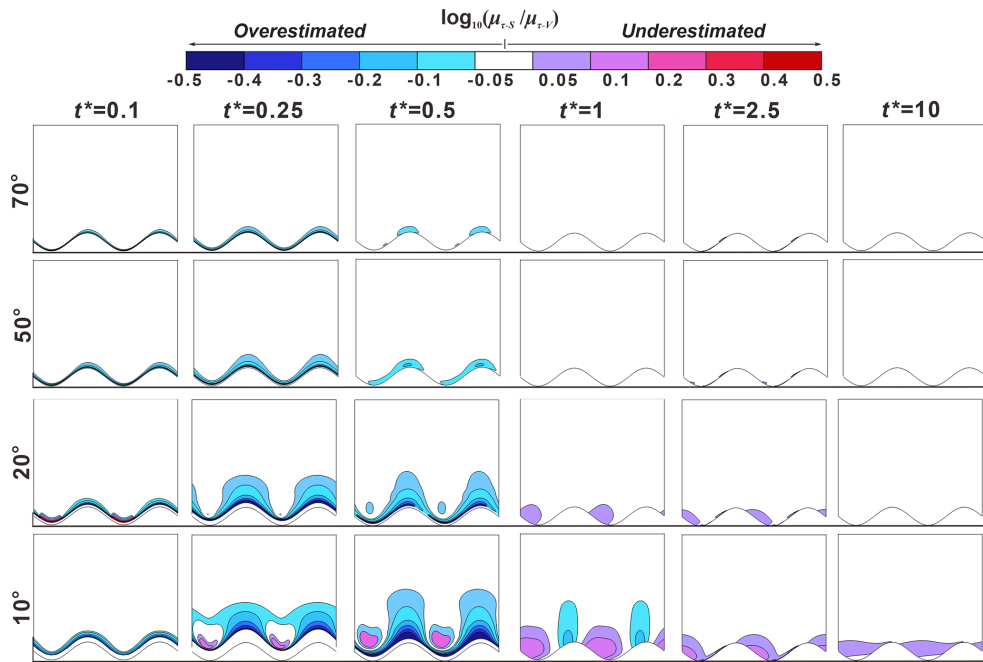 log₁₀(μτ-S /μτ-V)
Overestimated Underestimated
-0.5 -0.4 -0.3 -0.2 -0.1 -0.05 0.05 0.1 0.2 0.3 0.4 0.5
t*=0.1 t*=0.25 t*=0.5 t*=1 t*=2.5 t*=10
70°
50°
20°
10°